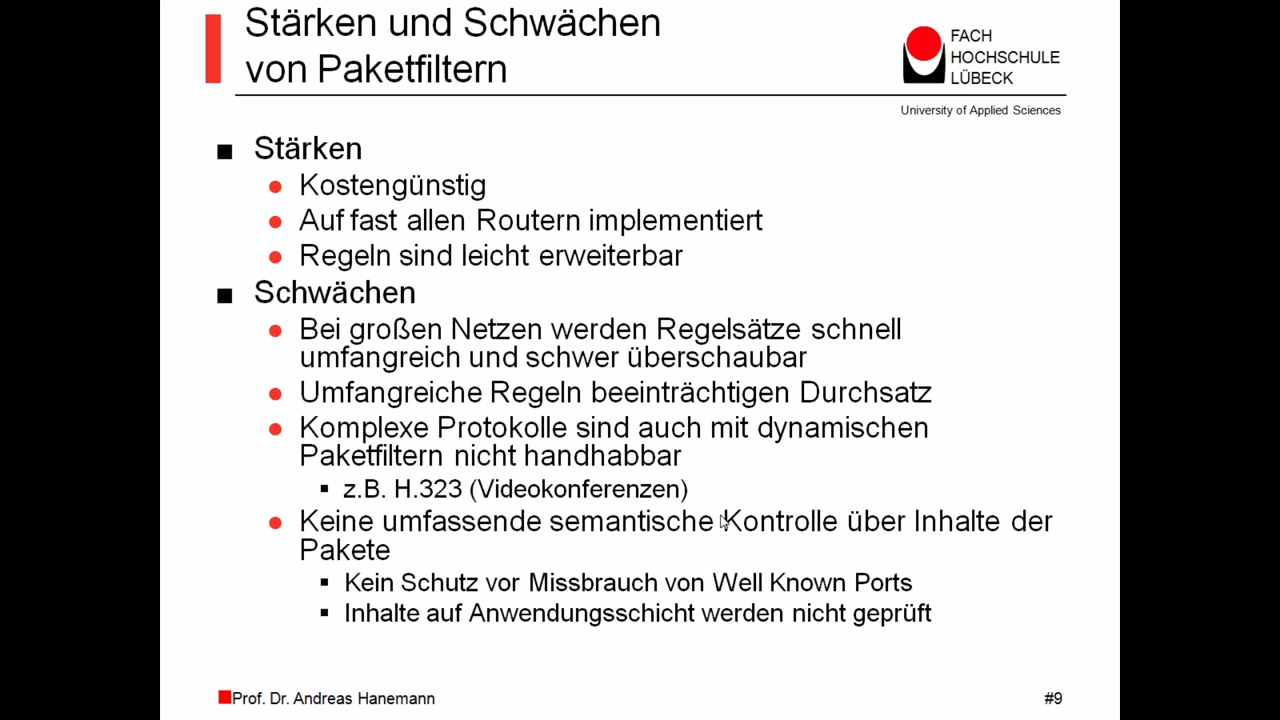 Stärken und Schwächen
von Paketfiltern
FACH
HOCHSCHULE
LÜBECK
University of Applied Sciences
Stärken
Kostengünstig
Auf fast allen Routern implementiert
Regeln sind leicht erweiterbar
Schwächen
Bei großen Netzen werden Regelsätze schnell
umfangreich und schwer überschaubar
Umfangreiche Regeln beeinträchtigen Durchsatz
Komplexe Protokolle sind auch mit dynamischen
Paketfiltern nicht handhabbar
z.B. H.323 (Videokonferenzen)
Keine umfassende semantische Kontrolle über Inhalte der
Pakete
Kein Schutz vor Missbrauch von Well Known Ports
Inhalte auf Anwendungsschicht werden nicht geprüft
Prof. Dr. Andreas Hanemann
#9